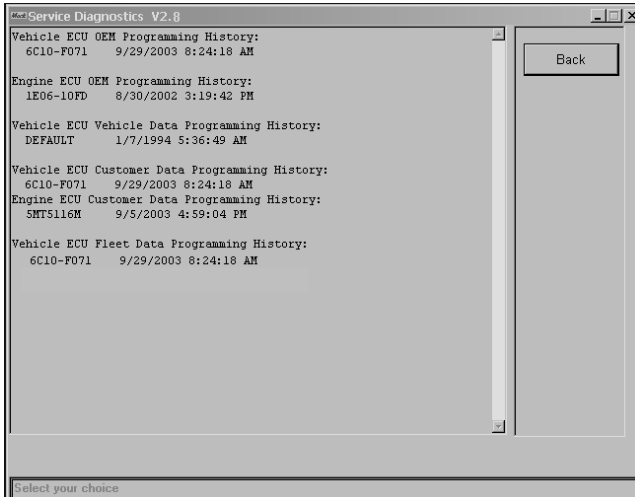 Mack Service Diagnostics V2.8
Vehicle ECU OEM Programming History:
6C10-F071 9/29/2003 8:24:18 AM
Back
Engine ECU OEM Programming History:
1E06-10FD 8/30/2002 3:19:42 PM
Vehicle ECU Vehicle Data Programming History:
DEFAULT 1/7/1994 5:36:49 AM
Vehicle ECU Customer Data Programming History:
6C10-F071 9/29/2003 8:24:18 AM
Engine ECU Customer Data Programming History:
5MT5116M 9/5/2003 4:59:04 PM
Vehicle ECU Fleet Data Programming History:
6C10-F071 9/29/2003 8:24:18 AM
Select your choice